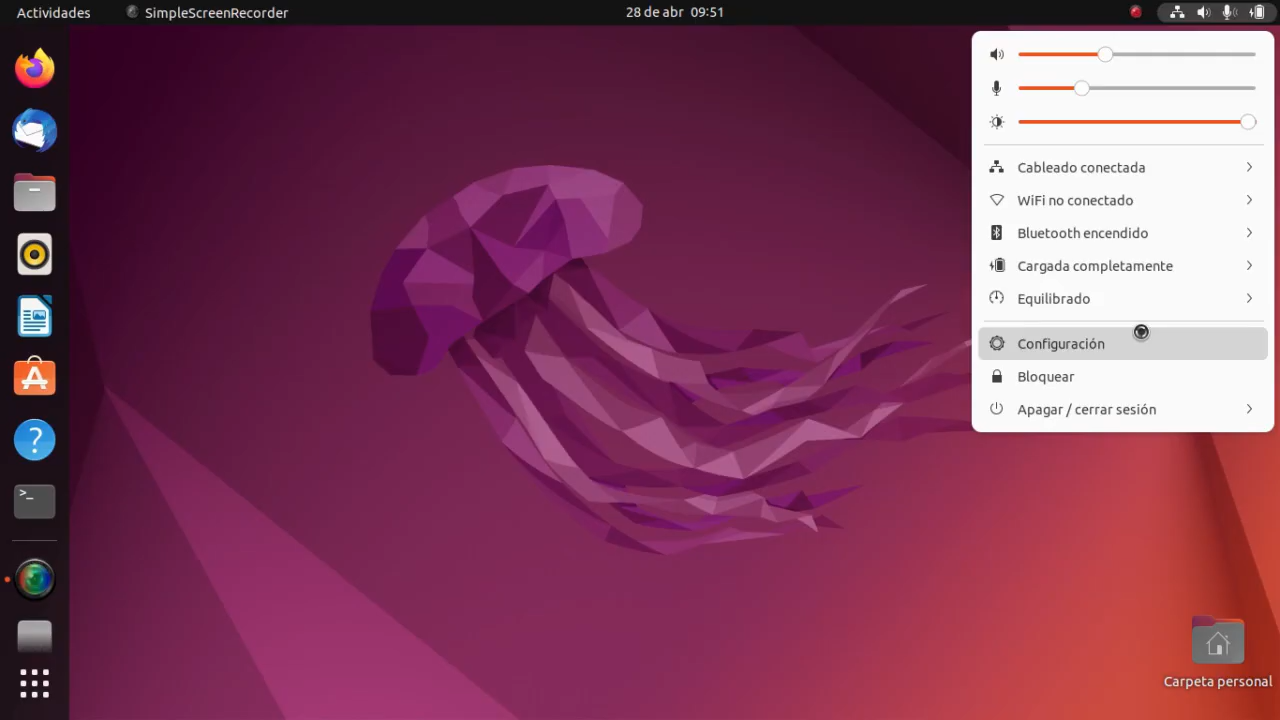 Actividades SimpleScreenRecorder 28 de abr 09:51
Cableado conectada
WiFi no conectado
Bluetooth encendido
Cargada completamente
Equilibrado
Configuración
Bloquear
Apagar / cerrar sesión
>_
Carpeta personal